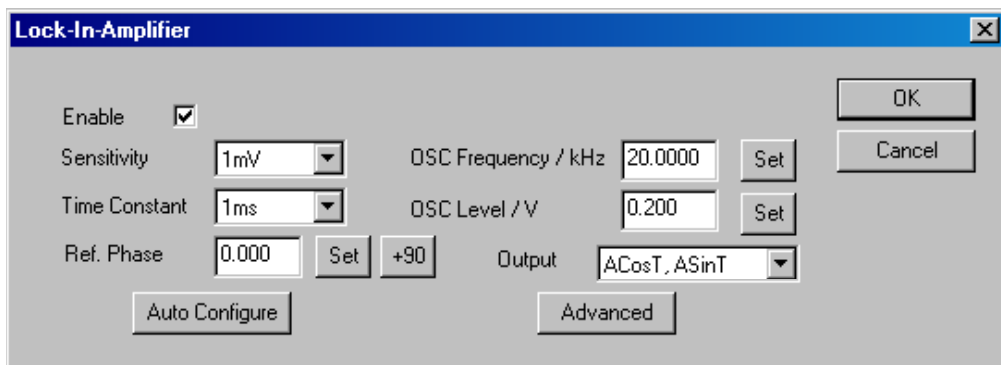 Lock-In-Amplifier
OK
Enable
Sensitivity 1mV OSC Frequency / kHz 20.0000 Set Cancel
Time Constant 1ms OSC Level / V 0.200 Set
Ref. Phase 0.000 Set +90 Output ACosT, ASinT
Auto Configure Advanced